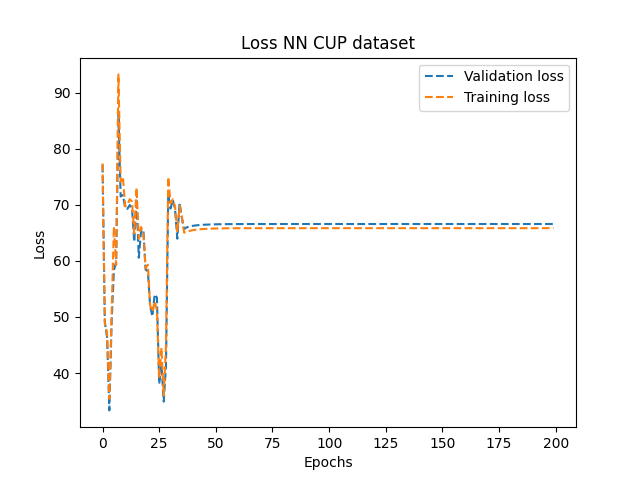 Loss NN CUP dataset
Validation loss
Training loss
90
80
70
60
50
40
Loss
0 25 50 75 100 125 150 175 200
Epochs